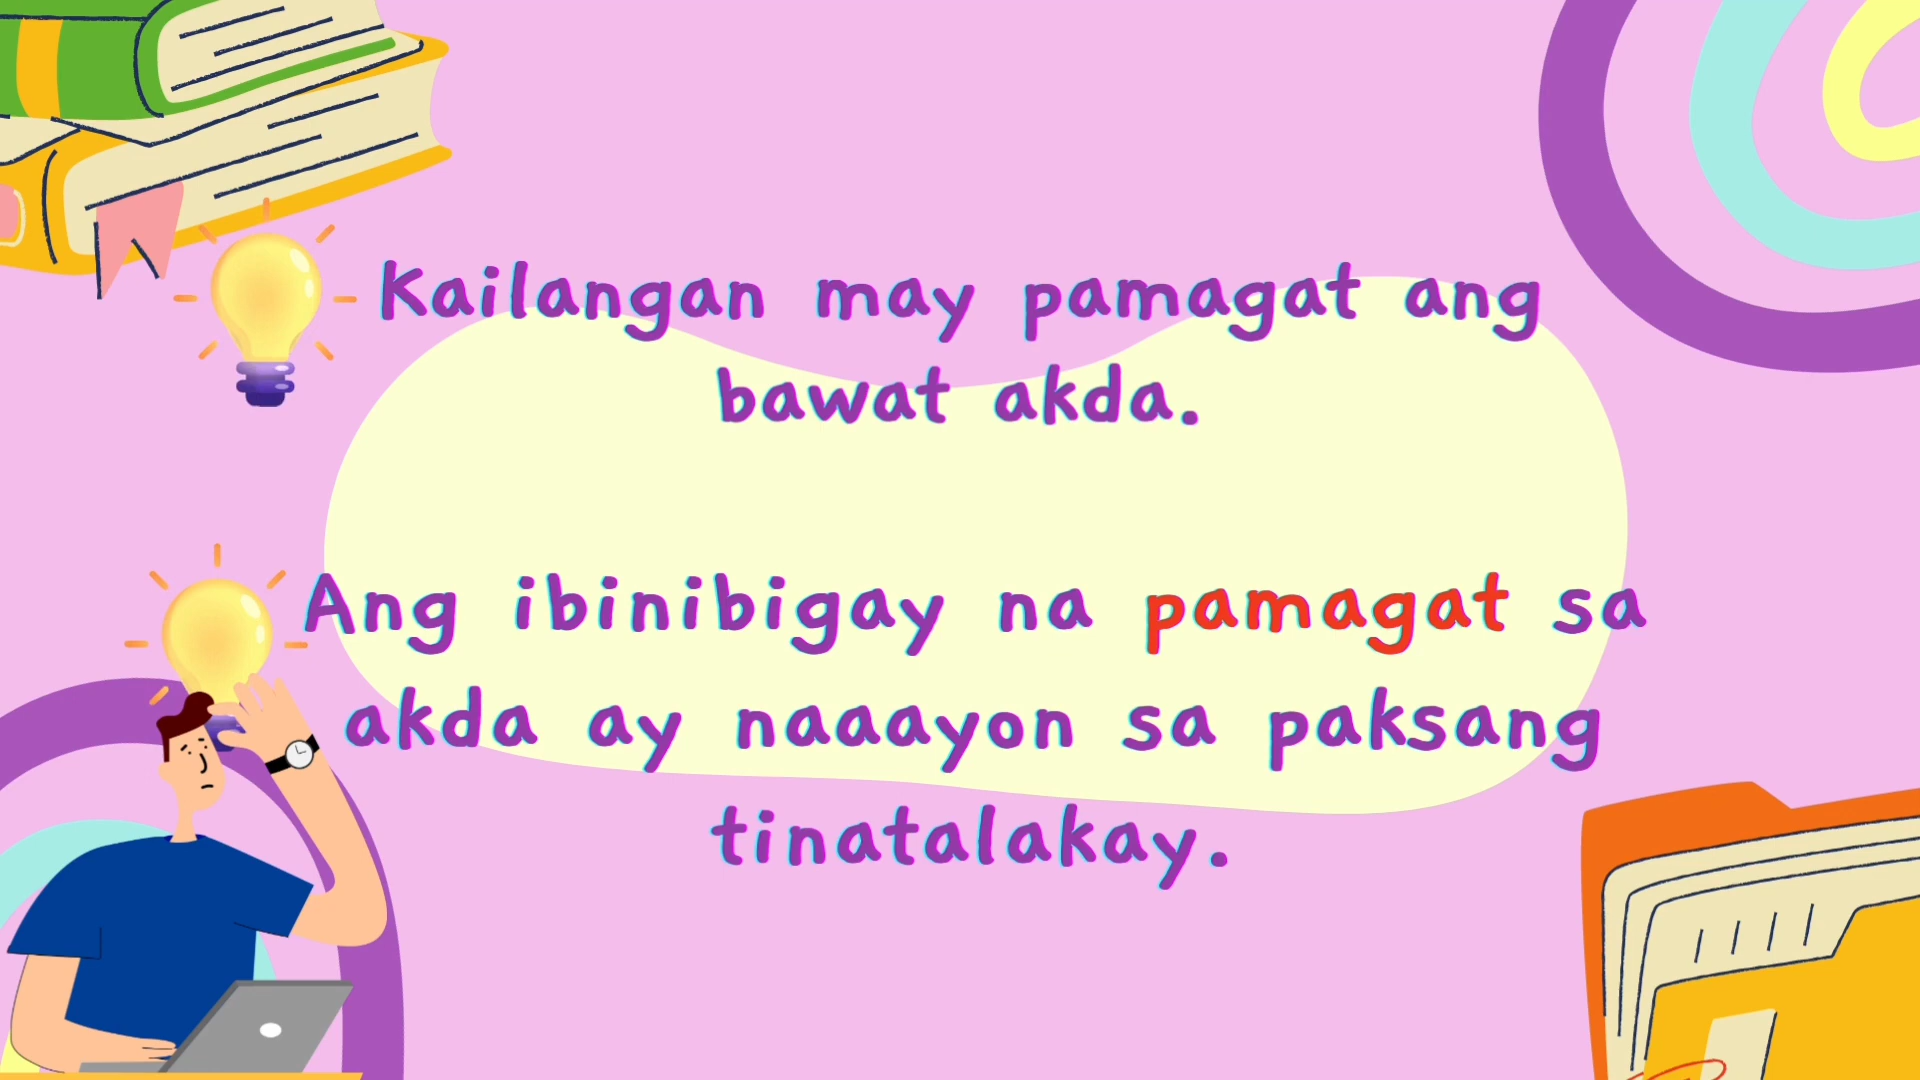 Kailangan may pamagat ang
bawat akda.
Ang ibinibigay na pamagat sa
akda ay naaayon sa paksang
tinatalakay.